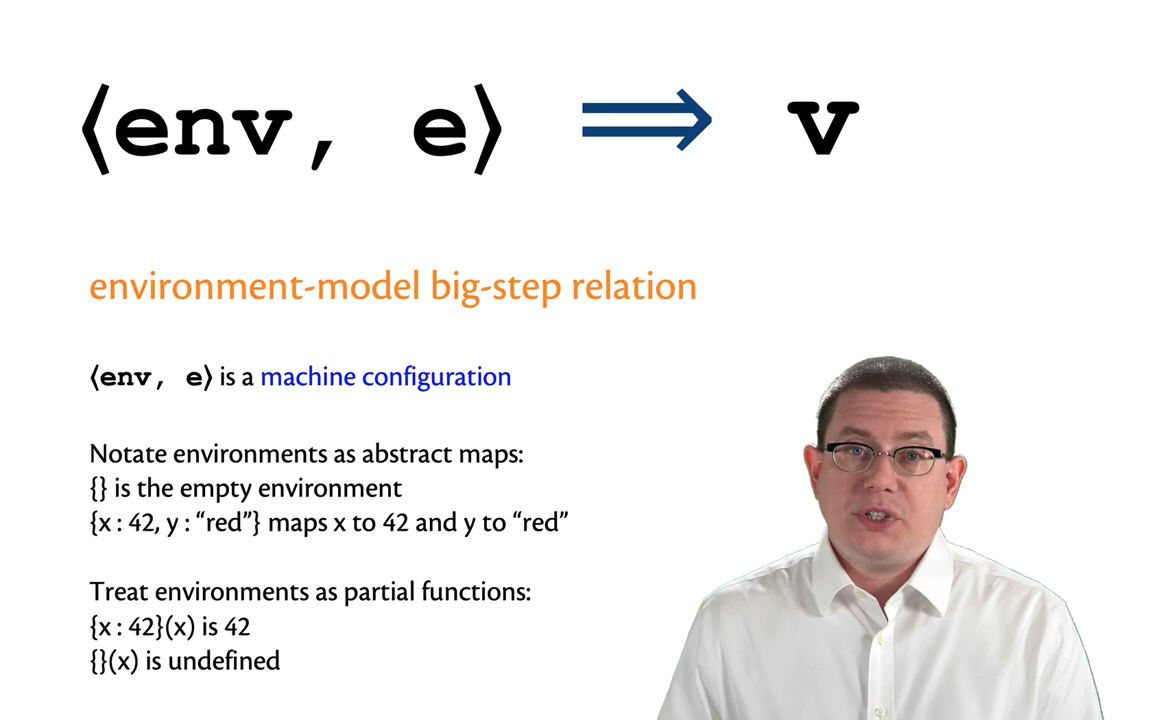 ⟨env, e⟩ ⟹ v
environment-model big-step relation
⟨env, e⟩ is a machine configuration
Notate environments as abstract maps:
{} is the empty environment
{x : 42, y : “red”} maps x to 42 and y to “red”
Treat environments as partial functions:
{x : 42}(x) is 42
{}(x) is undefined